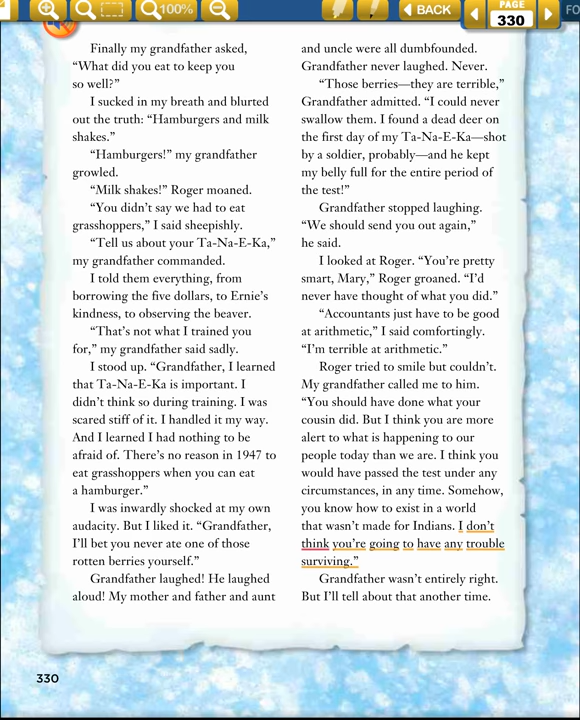 100%
BACK
PAGE
330
FO
Finally my grandfather asked,
“What did you eat to keep you
so well?”
I sucked in my breath and blurted
out the truth: “Hamburgers and milk
shakes.”
“Hamburgers!” my grandfather
growled.
“Milk shakes!” Roger moaned.
“You didn’t say we had to eat
grasshoppers,” I said sheepishly.
“Tell us about your Ta-Na-E-Ka,”
my grandfather commanded.
I told them everything, from
borrowing the five dollars, to Ernie’s
kindness, to observing the beaver.
“That’s not what I trained you
for,” my grandfather said sadly.
I stood up. “Grandfather, I learned
that Ta-Na-E-Ka is important. I
didn’t think so during training. I was
scared stiff of it. I handled it my way.
And I learned I had nothing to be
afraid of. There’s no reason in 1947 to
eat grasshoppers when you can eat
a hamburger.”
I was inwardly shocked at my own
audacity. But I liked it. “Grandfather,
I’ll bet you never ate one of those
rotten berries yourself.”
Grandfather laughed! He laughed
aloud! My mother and father and aunt
and uncle were all dumbfounded.
Grandfather never laughed. Never.
“Those berries—they are terrible,”
Grandfather admitted. “I could never
swallow them. I found a dead deer on
the first day of my Ta-Na-E-Ka—shot
by a soldier, probably—and he kept
my belly full for the entire period of
the test!”
Grandfather stopped laughing.
“We should send you out again,”
he said.
I looked at Roger. “You’re pretty
smart, Mary,” Roger groaned. “I’d
never have thought of what you did.”
“Accountants just have to be good
at arithmetic,” I said comfortingly.
“I’m terrible at arithmetic.”
Roger tried to smile but couldn’t.
My grandfather called me to him.
“You should have done what your
cousin did. But I think you are more
alert to what is happening to our
people today than we are. I think you
would have passed the test under any
circumstances, in any time. Somehow,
you know how to exist in a world
that wasn’t made for Indians. I don’t
think you’re going to have any trouble
surviving.”
Grandfather wasn’t entirely right.
But I’ll tell about that another time.
330